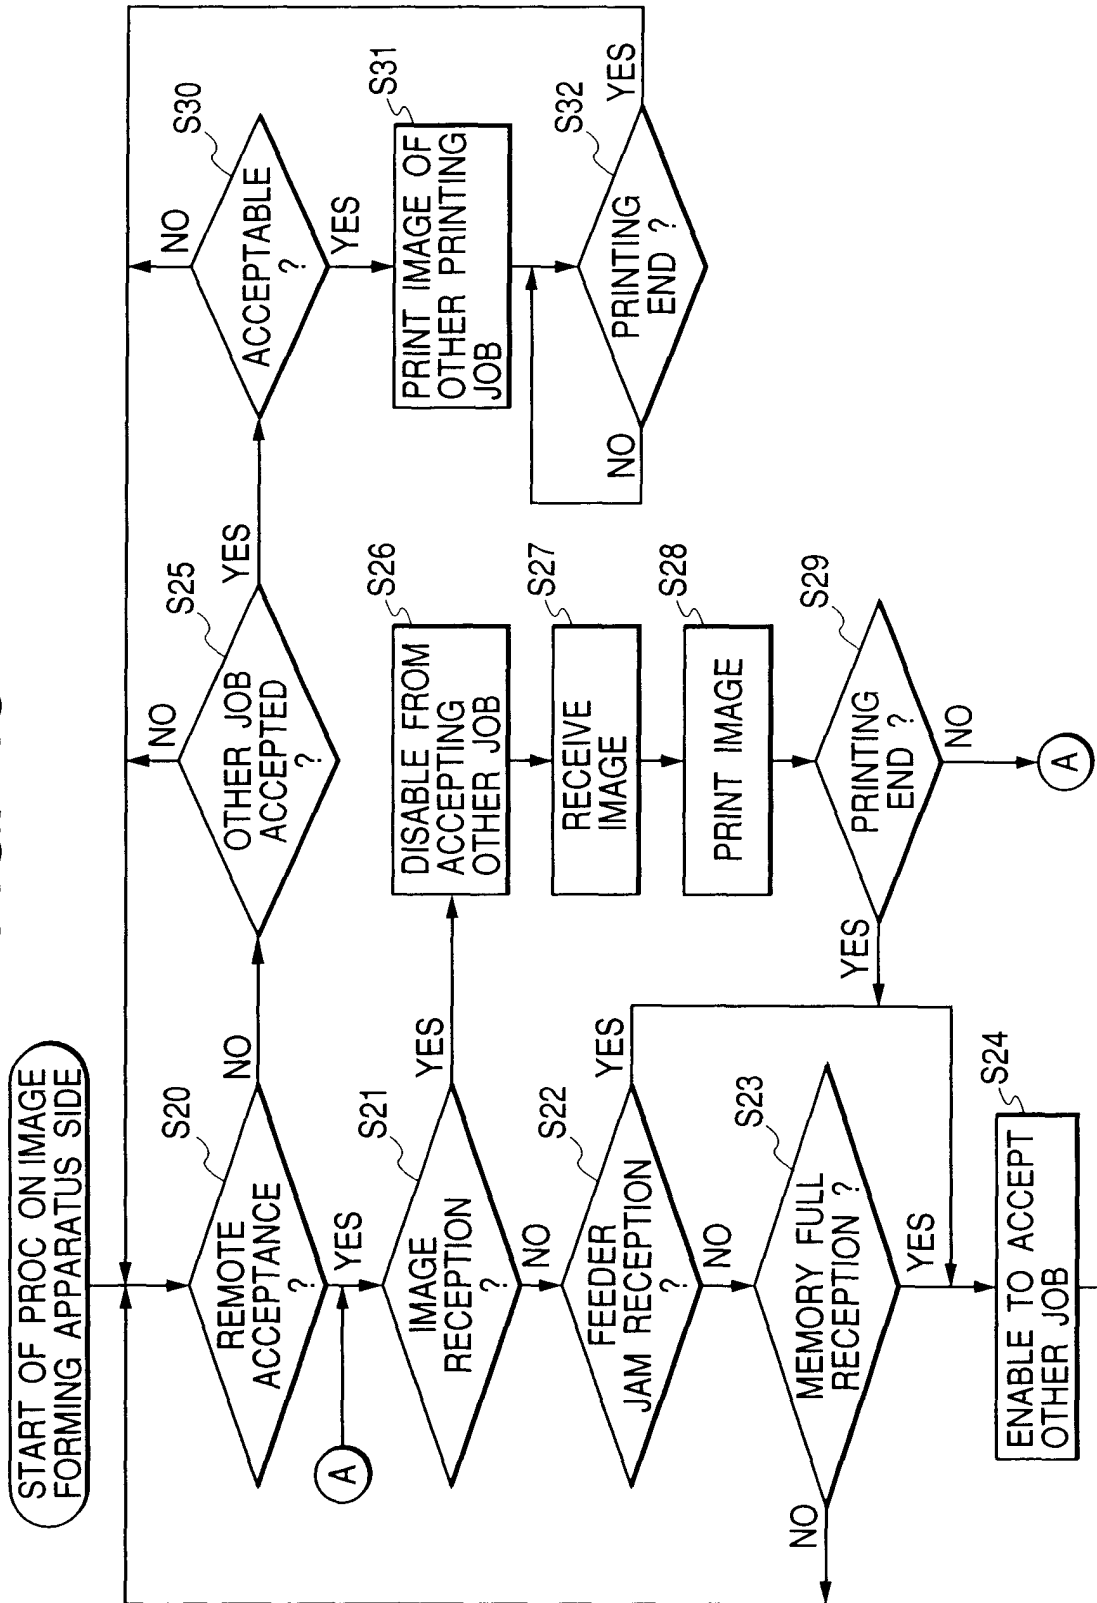 START OF PROC ON IMAGE
FORMING APPARATUS SIDE
S20
REMOTE
ACCEPTANCE
?
NO
YES
A
S21
IMAGE
RECEPTION
?
YES
NO
S22
FEEDER
JAM RECEPTION
?
YES
NO
S23
MEMORY FULL
RECEPTION ?
NO
YES
S24
ENABLE TO ACCEPT
OTHER JOB
S25
OTHER JOB
ACCEPTED
?
NO
YES
S26
DISABLE FROM
ACCEPTING
OTHER JOB
S27
RECEIVE
IMAGE
S28
PRINT IMAGE
S29
PRINTING
END ?
YES
NO
A
S30
ACCEPTABLE
?
NO
YES
S31
PRINT IMAGE OF
OTHER PRINTING
JOB
S32
PRINTING
END ?
NO
YES